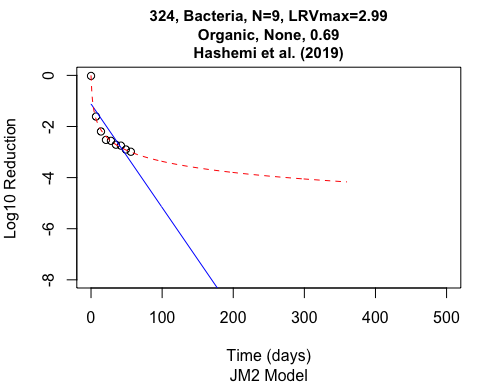 324, Bacteria, N=9, LRVmax=2.99
Organic, None, 0.69
Hashemi et al. (2019)
Log10 Reduction
0
-2
-4
-6
-8
0 100 200 300 400 500
Time (days)
JM2 Model